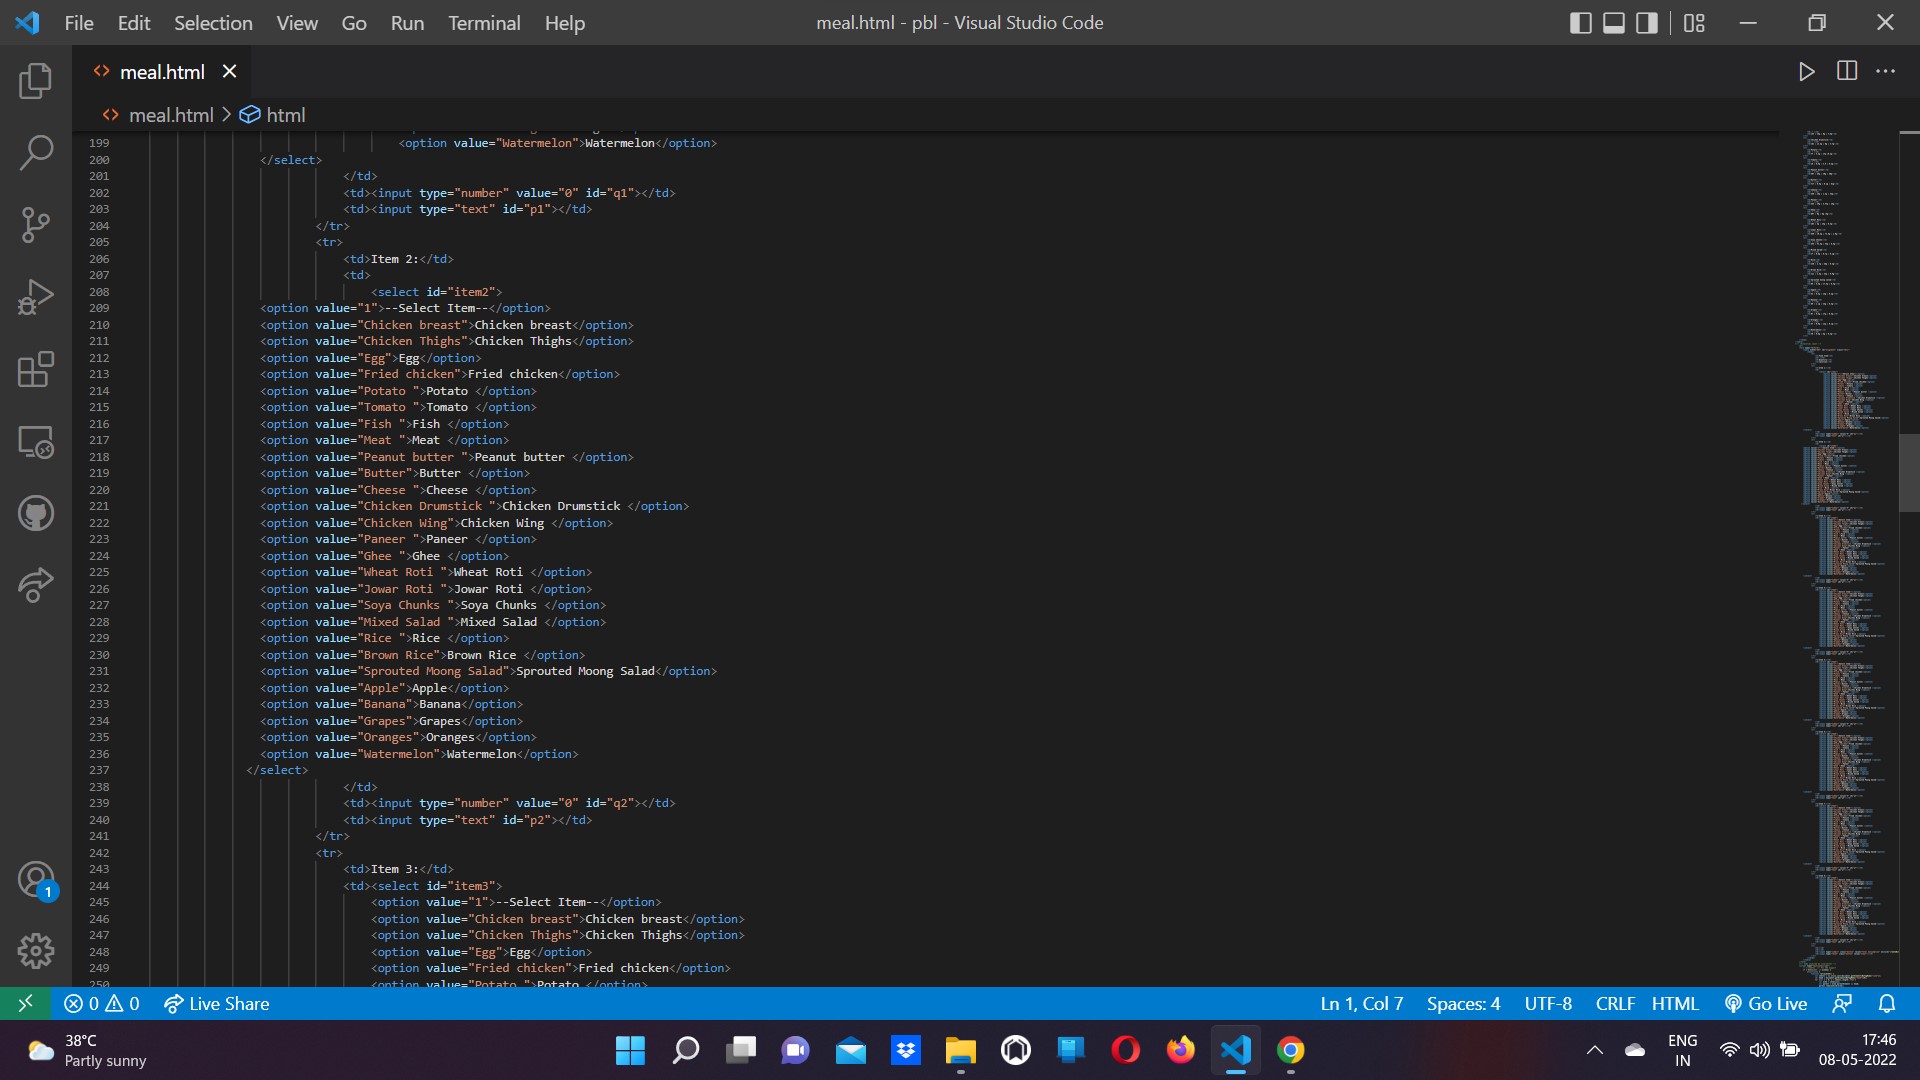 File Edit Selection View Go Run Terminal Help
meal.html - pbl - Visual Studio Code
meal.html
meal.html > html
199 <option value="Watermelon">Watermelon</option>
200 </select>
201 </td>
202 <td><input type="number" value="0" id="q1"></td>
203 <td><input type="text" id="p1"></td>
204 </tr>
205 <tr>
206 <td>Item 2:</td>
207 <td>
208 <select id="item2">
209 <option value="1">--Select Item--</option>
210 <option value="Chicken breast">Chicken breast</option>
211 <option value="Chicken Thighs">Chicken Thighs</option>
212 <option value="Egg">Egg</option>
213 <option value="Fried chicken">Fried chicken</option>
214 <option value="Potato ">Potato </option>
215 <option value="Tomato ">Tomato </option>
216 <option value="Fish ">Fish </option>
217 <option value="Meat ">Meat </option>
218 <option value="Peanut butter ">Peanut butter </option>
219 <option value="Butter">Butter </option>
220 <option value="Cheese ">Cheese </option>
221 <option value="Chicken Drumstick ">Chicken Drumstick </option>
222 <option value="Chicken Wing">Chicken Wing </option>
223 <option value="Paneer ">Paneer </option>
224 <option value="Ghee ">Ghee </option>
225 <option value="Wheat Roti ">Wheat Roti </option>
226 <option value="Jowar Roti ">Jowar Roti </option>
227 <option value="Soya Chunks ">Soya Chunks </option>
228 <option value="Mixed Salad ">Mixed Salad </option>
229 <option value="Rice ">Rice </option>
230 <option value="Brown Rice">Brown Rice </option>
231 <option value="Sprouted Moong Salad">Sprouted Moong Salad</option>
232 <option value="Apple">Apple</option>
233 <option value="Banana">Banana</option>
234 <option value="Grapes">Grapes</option>
235 <option value="Oranges">Oranges</option>
236 <option value="Watermelon">Watermelon</option>
237 </select>
238 </td>
239 <td><input type="number" value="0" id="q2"></td>
240 <td><input type="text" id="p2"></td>
241 </tr>
242 <tr>
243 <td>Item 3:</td>
244 <td><select id="item3">
245 <option value="1">--Select Item--</option>
246 <option value="Chicken breast">Chicken breast</option>
247 <option value="Chicken Thighs">Chicken Thighs</option>
248 <option value="Egg">Egg</option>
249 <option value="Fried chicken">Fried chicken</option>
250 <option value="Potato ">Potato </option>
1
0 0 Live Share
Ln 1, Col 7 Spaces: 4 UTF-8 CRLF HTML Go Live
38°C
Partly sunny
ENG
IN
17:46
08-05-2022